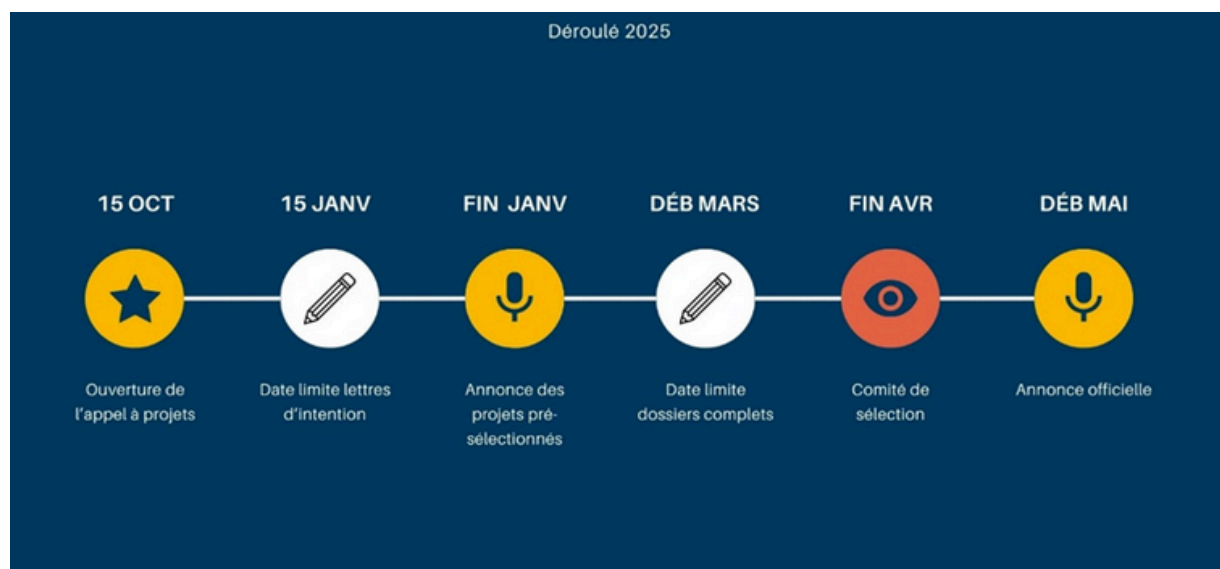 Déroulé 2025
15 OCT
15 JANV
FIN JANV
DÉB MARS
FIN AVR
DÉB MAI
Ouverture de
l'appel à projets
Date limite lettres
d'intention
Annonce des
projets pré-
sélectionnés
Date limite
dossiers complets
Comité de
sélection
Annonce officielle